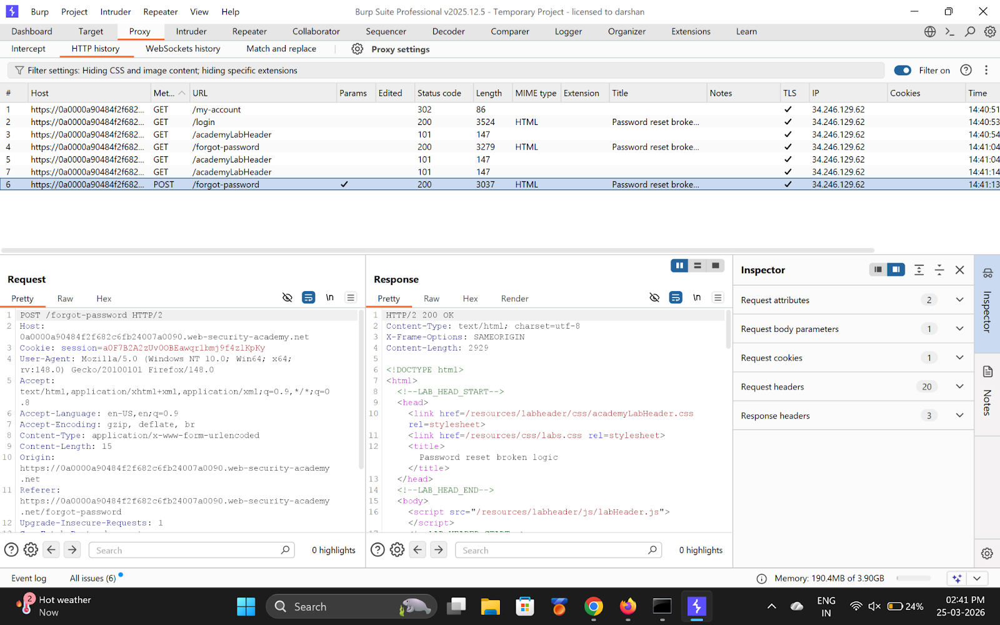 Burp Project Intruder Repeater View Help Burp Suite Professional v2025.12.5 - Temporary Project - licensed to darshan
Dashboard Target Proxy Intruder Repeater Collaborator Sequencer Decoder Comparer Logger Organizer Extensions Learn
Intercept HTTP history WebSockets history Match and replace Proxy settings
Filter settings: Hiding CSS and image content; hiding specific extensions Filter on
# Host Met... URL Params Edited Status code Length MIME type Extension Title Notes TLS IP Cookies Time
1 https://0a0000a90484f2f682... GET /my-account 302 86 ✓ 34.246.129.62 14:40:51
2 https://0a0000a90484f2f682... GET /login 200 3524 HTML Password reset broke... ✓ 34.246.129.62 14:40:53
3 https://0a0000a90484f2f682... GET /academyLabHeader 101 147 ✓ 34.246.129.62 14:40:54
4 https://0a0000a90484f2f682... GET /forgot-password 200 3279 HTML Password reset broke... ✓ 34.246.129.62 14:41:04
5 https://0a0000a90484f2f682... GET /academyLabHeader 101 147 ✓ 34.246.129.62 14:41:04
7 https://0a0000a90484f2f682... GET /academyLabHeader 101 147 ✓ 34.246.129.62 14:41:14
6 https://0a0000a90484f2f682... POST /forgot-password ✓ 200 3037 HTML Password reset broke... ✓ 34.246.129.62 14:41:13
Request
Pretty Raw Hex \n
1 POST /forgot-password HTTP/2
2 Host:
0a0000a90484f2f682c6fb24007a0090.web-security-academy.net
3 Cookie: session=a0F7B2A2zUv0OBEawqrlbmj9f4zlKpKy
4 User-Agent: Mozilla/5.0 (Windows NT 10.0; Win64; x64;
rv:148.0) Gecko/20100101 Firefox/148.0
5 Accept:
text/html,application/xhtml+xml,application/xml;q=0.9,*/*;q=0
.8
6 Accept-Language: en-US,en;q=0.9
7 Accept-Encoding: gzip, deflate, br
8 Content-Type: application/x-www-form-urlencoded
9 Content-Length: 15
10 Origin:
https://0a0000a90484f2f682c6fb24007a0090.web-security-academy
.net
11 Referer:
https://0a0000a90484f2f682c6fb24007a0090.web-security-academy
.net/forgot-password
12 Upgrade-Insecure-Requests: 1
Search 0 highlights
Response
Pretty Raw Hex Render \n
1 HTTP/2 200 OK
2 Content-Type: text/html; charset=utf-8
3 X-Frame-Options: SAMEORIGIN
4 Content-Length: 2929
5
6 <!DOCTYPE html>
7 <html>
8 <!--LAB_HEAD_START-->
9 <head>
10 <link href=/resources/labheader/css/academyLabHeader.css
rel=stylesheet>
11 <link href=/resources/css/labs.css rel=stylesheet>
12 <title>
Password reset broken logic
</title>
13 </head>
14 <!--LAB_HEAD_END-->
15 <body>
16 <script src="/resources/labheader/js/labHeader.js">
</script>
Search 0 highlights
Inspector
Request attributes 2
Request body parameters 1
Request cookies 1
Request headers 20
Response headers 3
Inspector
Notes
Event log All issues (6) Memory: 190.4MB of 3.90GB
2 Hot weather
Now
Search
ENG
IN
24%
02:41 PM
25-03-2026